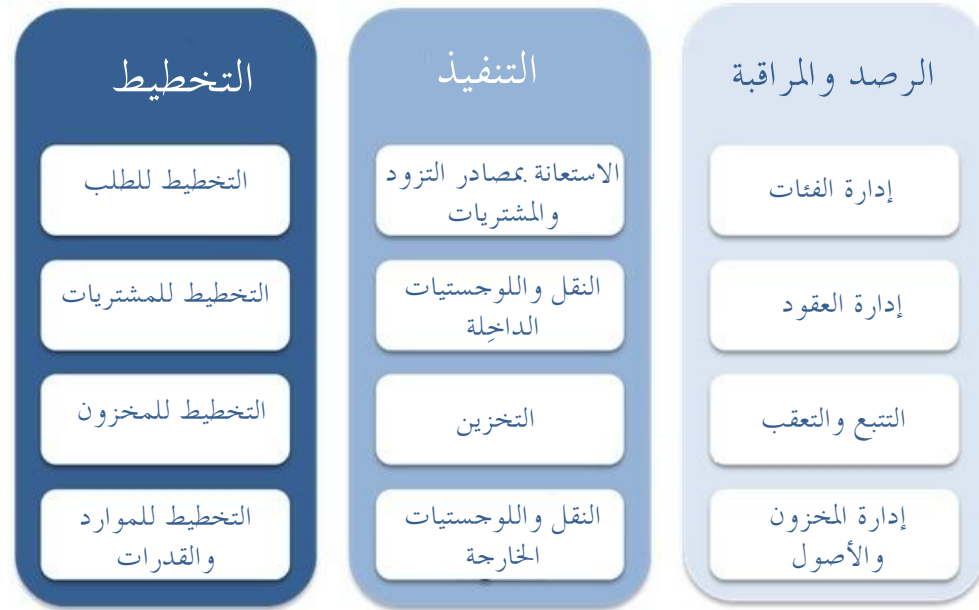 التخطيط
التخطيط للطلب
التخطيط للمشتريات
التخطيط للمخزون
التخطيط للموارد
والقدرات
التنفيذ
الاستعانة بمصادر التزود
والمشتريات
النقل واللوجستيات
الداخِلة
التخزين
النقل واللوجستيات
الخارجة
الرصد والمراقبة
إدارة الفئات
إدارة العقود
التتبع والتعقب
إدارة المخزون
والأصول